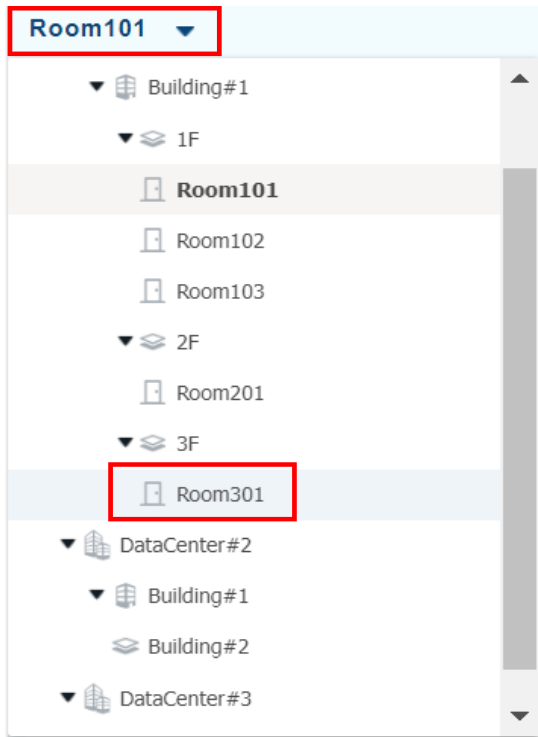 Room101
Building#1
1F
Room101
Room102
Room103
2F
Room201
3F
Room301
DataCenter#2
Building#1
Building#2
DataCenter#3